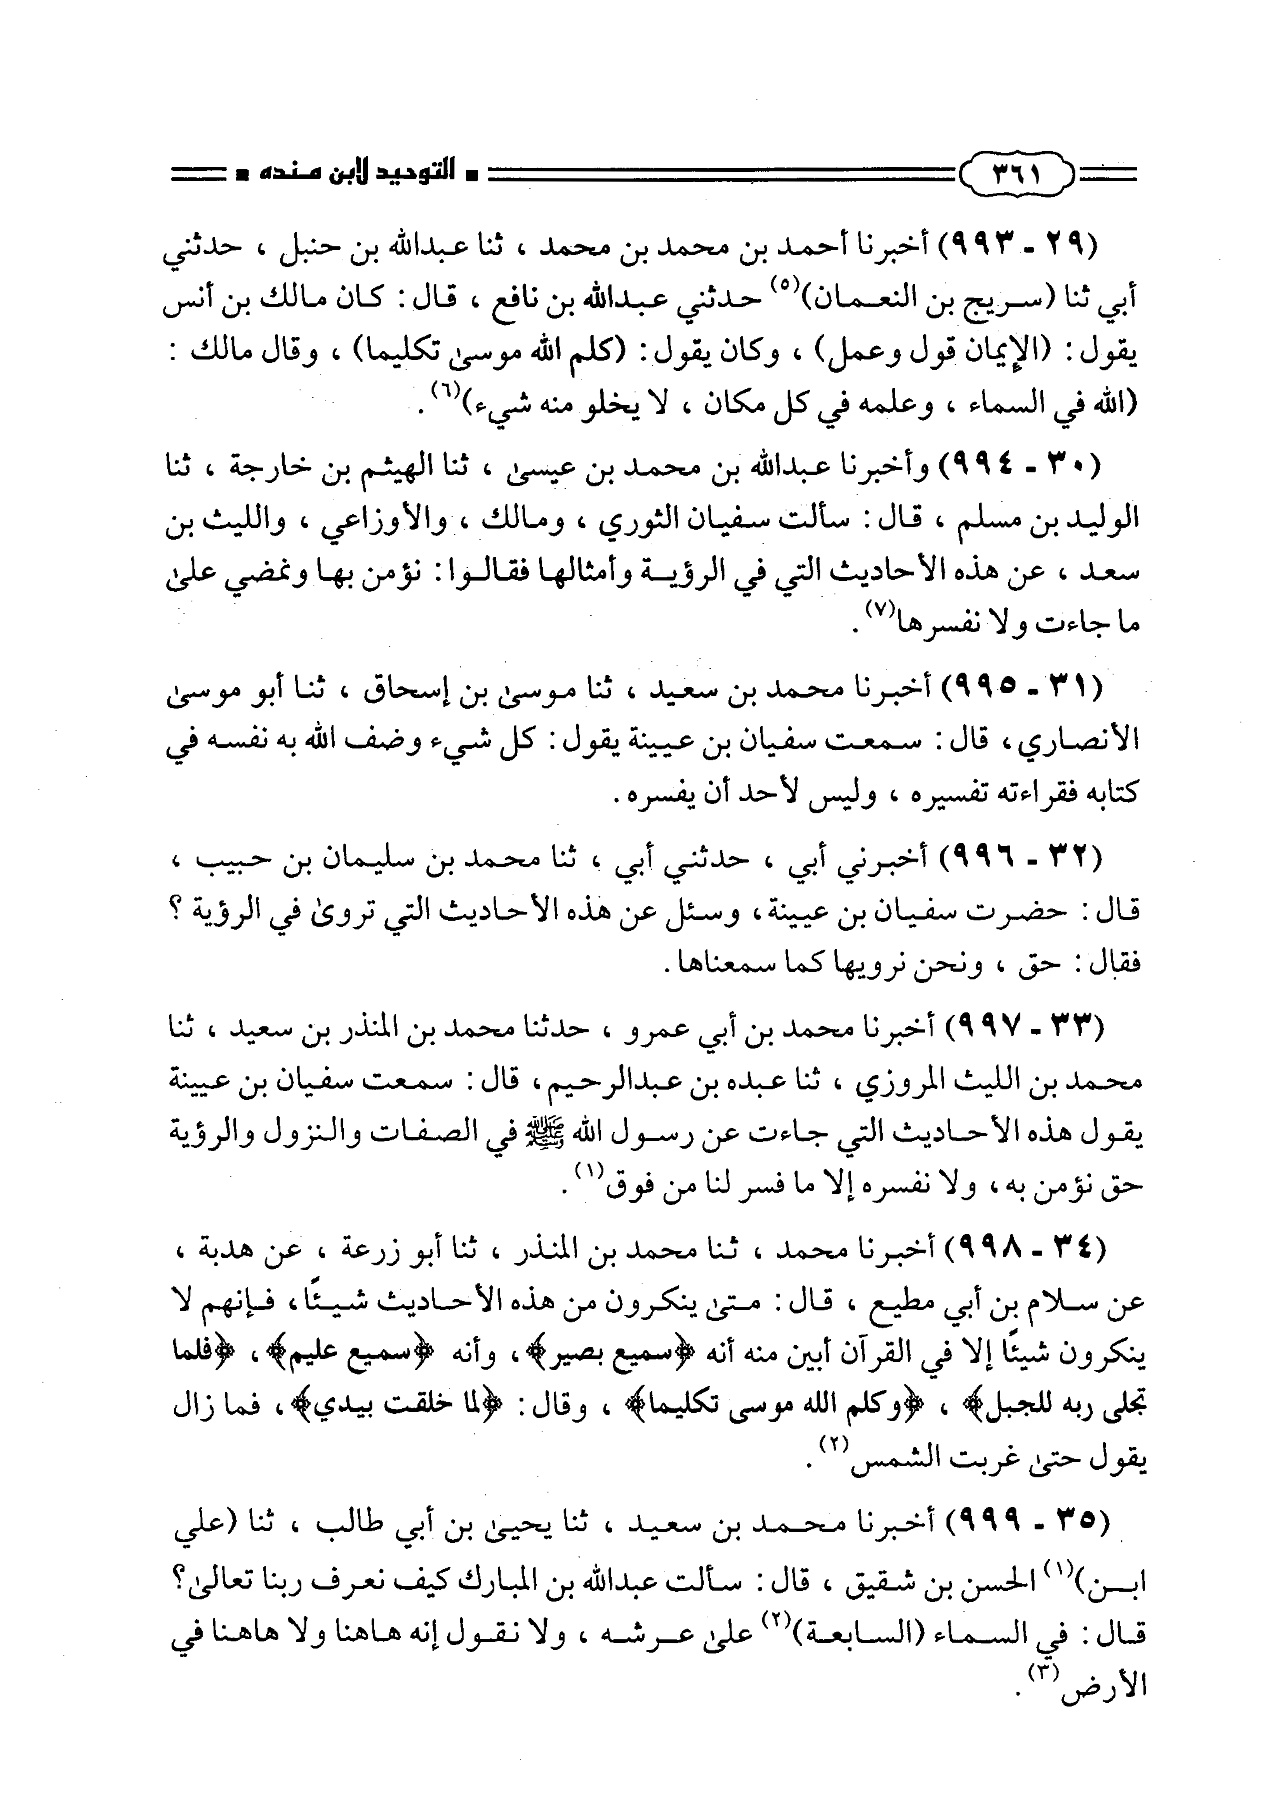 ٣٦١ التوحيد لابن منده
(٢٩ - ٩٩٣) أخبرنا أحمد بن محمد بن محمد ، ثنا عبدالله بن حنبل ، حدثني
أبي ثنا (سريج بن النعمان)(٥) حدثني عبدالله بن نافع ، قال : كان مالك بن أنس
يقول : (الإيمان قول وعمل) ، وكان يقول : (كلم الله موسى تكليما) ، وقال مالك :
(الله في السماء ، وعلمه في كل مكان ، لا يخلو منه شيء)(٦) .
(٣٠ - ٩٩٤) وأخبرنا عبدالله بن محمد بن عيسى ، ثنا الهيثم بن خارجة ، ثنا
الوليد بن مسلم ، قال : سألت سفيان الثوري ، ومالك ، والأوزاعي ، والليث بن
سعد ، عن هذه الأحاديث التي في الرؤية وأمثالها فقالوا : نؤمن بها ونمضي على
ما جاءت ولا نفسرها(٧) .
(٣١ - ٩٩٥) أخبرنا محمد بن سعيد ، ثنا موسى بن إسحاق ، ثنا أبو موسى
الأنصاري، قال : سمعت سفيان بن عيينة يقول : كل شيء وضف الله به نفسه في
كتابه فقراءته تفسيره ، وليس لأحد أن يفسره .
(٣٢ - ٩٩٦) أخبرني أبي ، حدثني أبي ، ثنا محمد بن سليمان بن حبيب ،
قال : حضرت سفيان بن عيينة، وسئل عن هذه الأحاديث التي تروى في الرؤية ؟
فقال : حق ، ونحن نرويها كما سمعناها .
(٣٣ - ٩٩٧) أخبرنا محمد بن أبي عمرو ، حدثنا محمد بن المنذر بن سعيد ، ثنا
محمد بن الليث المروزي ، ثنا عبده بن عبدالرحيم، قال : سمعت سفيان بن عيينة
يقول هذه الأحاديث التي جاءت عن رسول الله ﷺ في الصفات والنزول والرؤية
حق نؤمن به، ولا نفسره إلا ما فسر لنا من فوق(١) .
(٣٤ - ٩٩٨) أخبرنا محمد ، ثنا محمد بن المنذر ، ثنا أبو زرعة ، عن هدبة ،
عن سلام بن أبي مطيع ، قال : متى ينكرون من هذه الأحاديث شيئًا، فإنهم لا
ينكرون شيئًا إلا في القرآن أبين منه أنه ﴿سميع بصير﴾، وأنه ﴿سميع عليم﴾، ﴿فلما
تجلى ربه للجبل﴾ ، ﴿وكلم الله موسى تكليما﴾ ، وقال : ﴿لما خلقت بيدي﴾، فما زال
يقول حتى غربت الشمس(٢) .
(٣٥ - ٩٩٩) أخبرنا محمد بن سعيد ، ثنا يحيى بن أبي طالب ، ثنا (علي
ابن)(١) الحسن بن شقيق ، قال : سألت عبدالله بن المبارك كيف نعرف ربنا تعالى؟
قال : في السماء (السابعة)(٢) على عرشه ، ولا نقول إنه هاهنا ولا هاهنا في
الأرض(٣) .